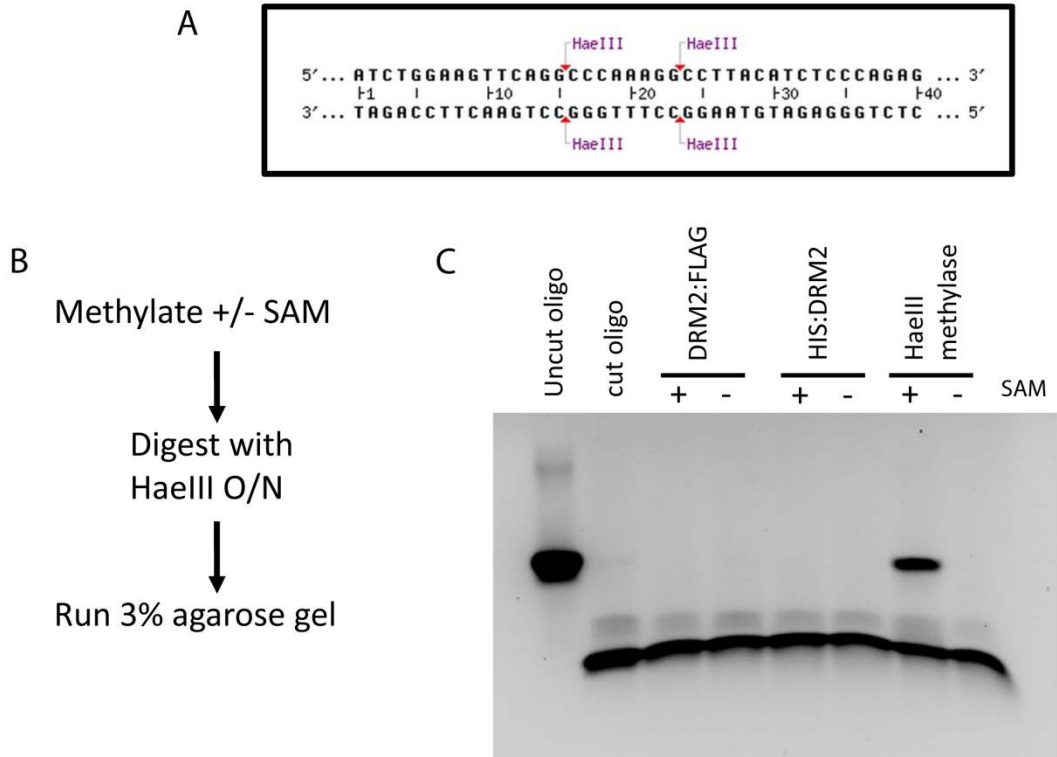 A
HaeIII HaeIII
5′... ATCTGGAAGTTCAGGCCCAAAGGCCTTACATCTCCCAGAG ... 3′
1 10 20 30 40
3′... TAGACCTTCAAGTCCGGGTTTCCGGAATGTAGAGGGTCTC ... 5′
HaeIII HaeIII
B
Methylate +/- SAM
Digest with
HaeIII O/N
Run 3% agarose gel
C
Uncut oligo
cut oligo
DRM2:FLAG
HIS:DRM2
HaeIII
methylase
+ - + - + - SAM